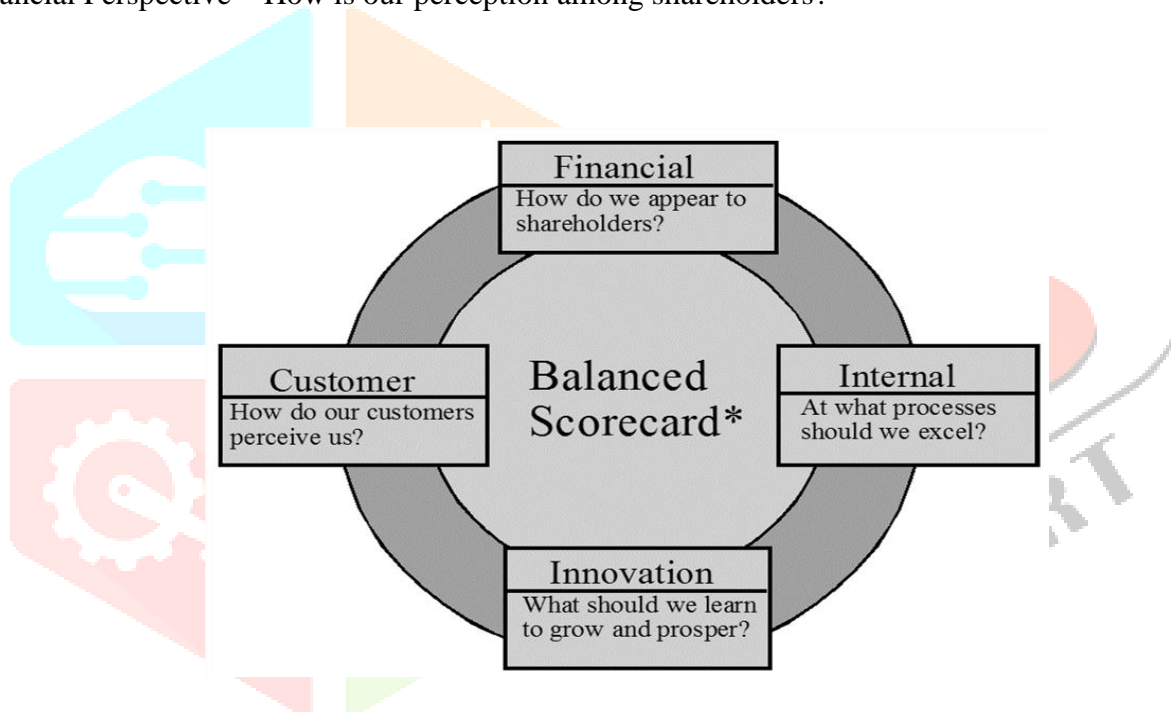 Perspective – How is our perception among shareholders?
Financial
How do we appear to
shareholders?
Customer
How do our customers
perceive us?
Balanced
Scorecard*
Internal
At what processes
should we excel?
Innovation
What should we learn
to grow and prosper?